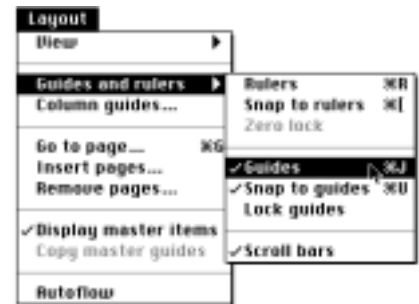 Layout
View
Guides and rulers
Column guides...
Go to page... ⌘G
Insert pages...
Remove pages...
✓Display master items
Copy master guides
Autoflow
Rulers ⌘R
Snap to rulers ⌘[
Zero lock
✓Guides ⌘J
✓Snap to guides ⌘U
Lock guides
✓Scroll bars